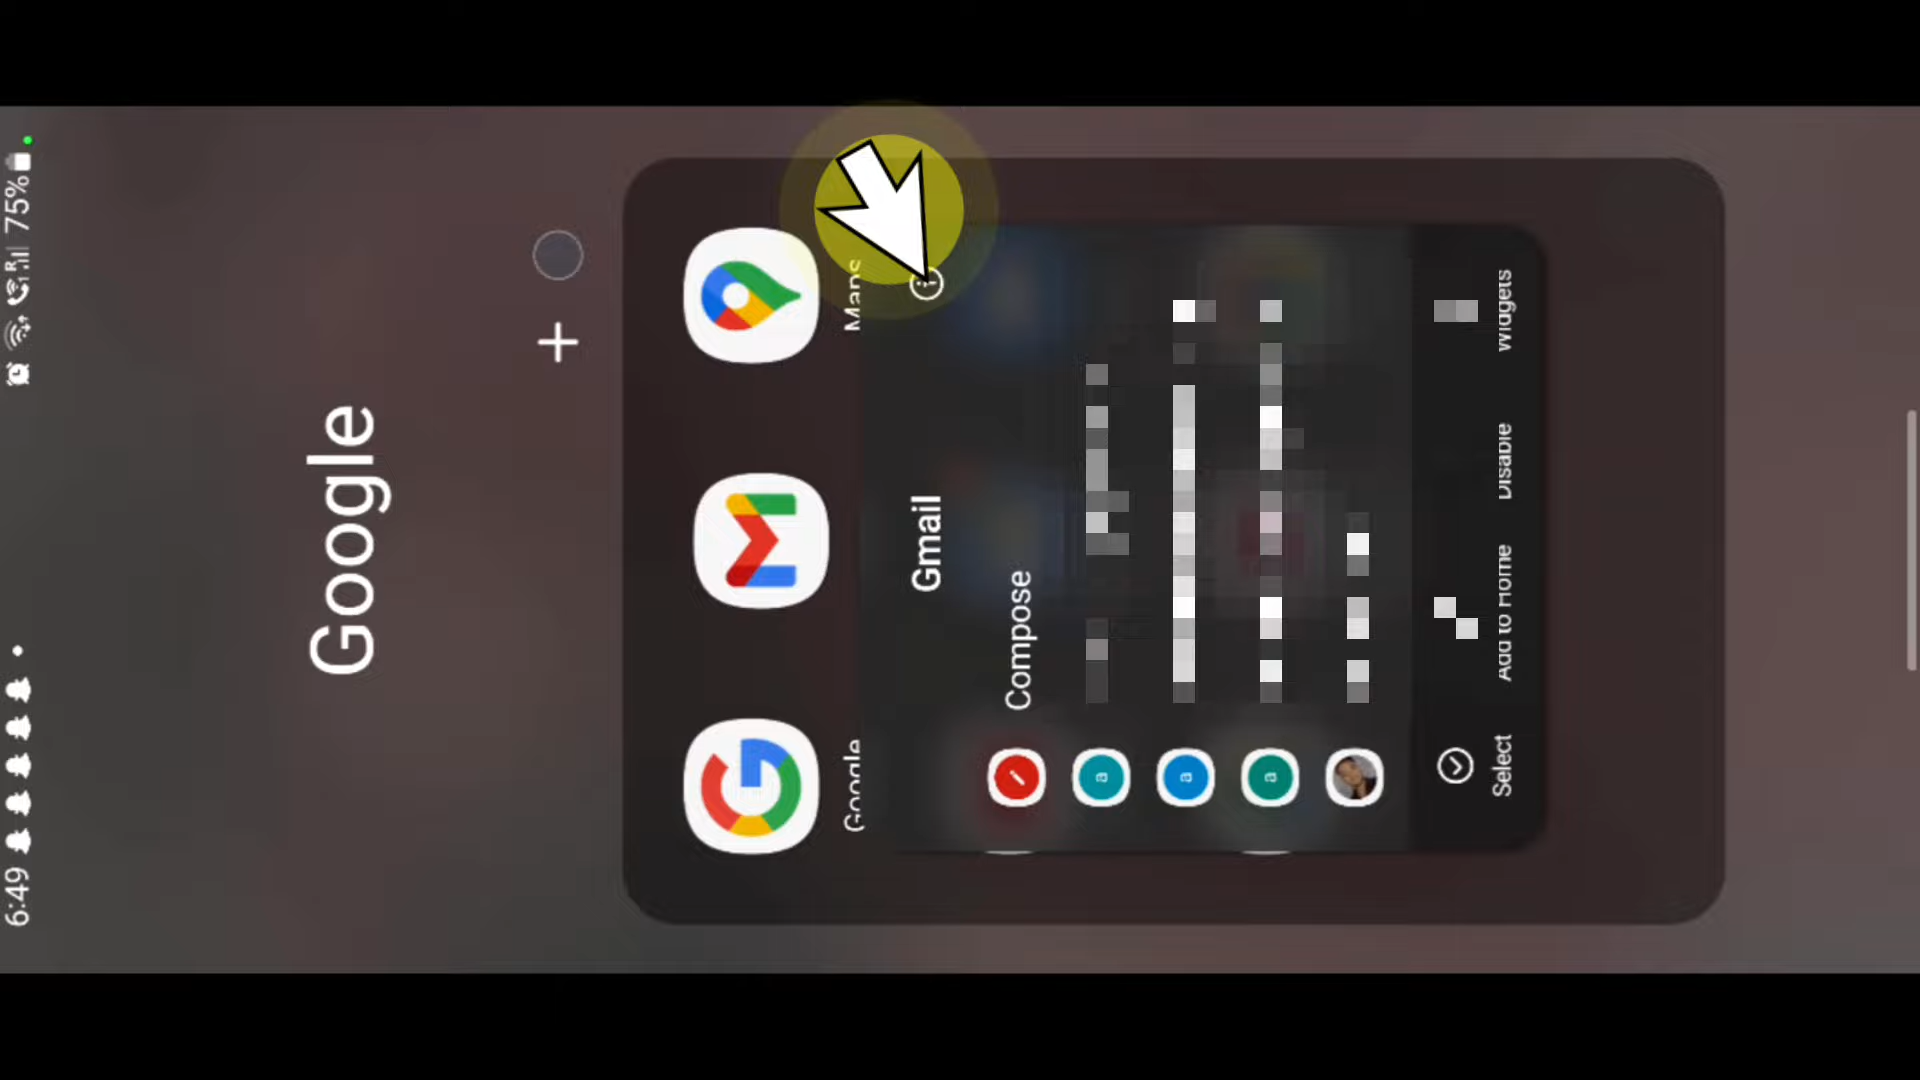 6:49
75%
Google
Google
Maps
Gmail
Compose
a
a
a
Select
Add to Home
Disable
Widgets